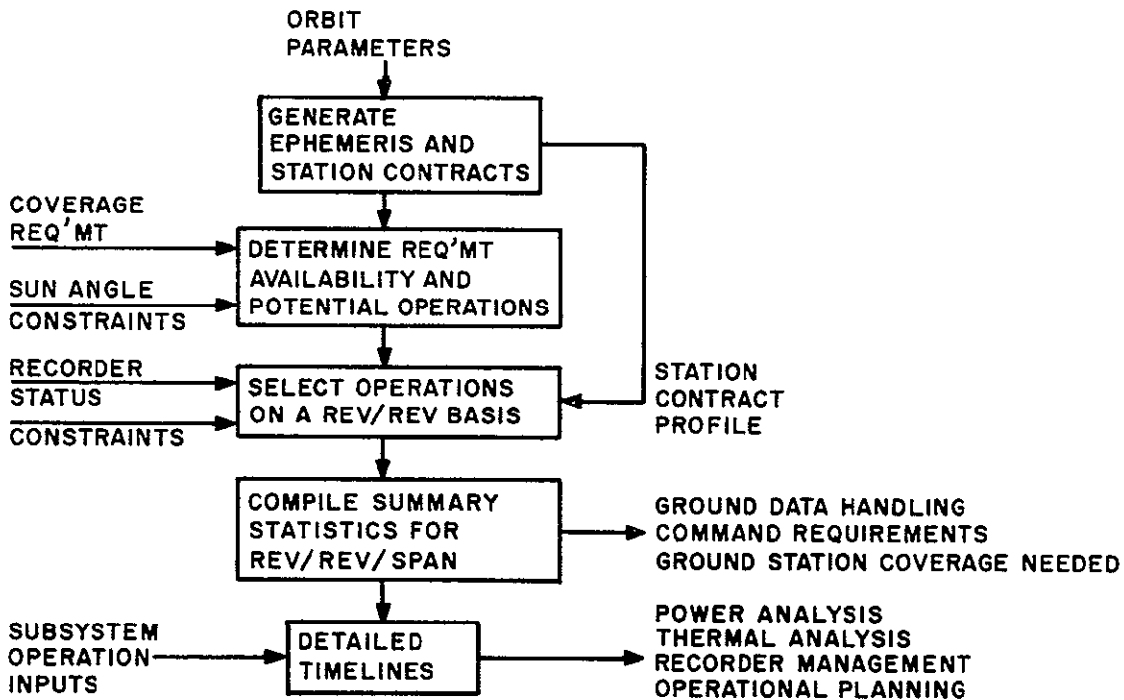 ORBIT
PARAMETERS
GENERATE
EPHEMERIS AND
STATION CONTRACTS
COVERAGE
REQ'MT
SUN ANGLE
CONSTRAINTS
DETERMINE REQ'MT
AVAILABILITY AND
POTENTIAL OPERATIONS
RECORDER
STATUS
CONSTRAINTS
SELECT OPERATIONS
ON A REV/REV BASIS
STATION
CONTRACT
PROFILE
COMPILE SUMMARY
STATISTICS FOR
REV/REV/SPAN
GROUND DATA HANDLING
COMMAND REQUIREMENTS
GROUND STATION COVERAGE NEEDED
SUBSYSTEM
OPERATION
INPUTS
DETAILED
TIMELINES
POWER ANALYSIS
THERMAL ANALYSIS
RECORDER MANAGEMENT
OPERATIONAL PLANNING